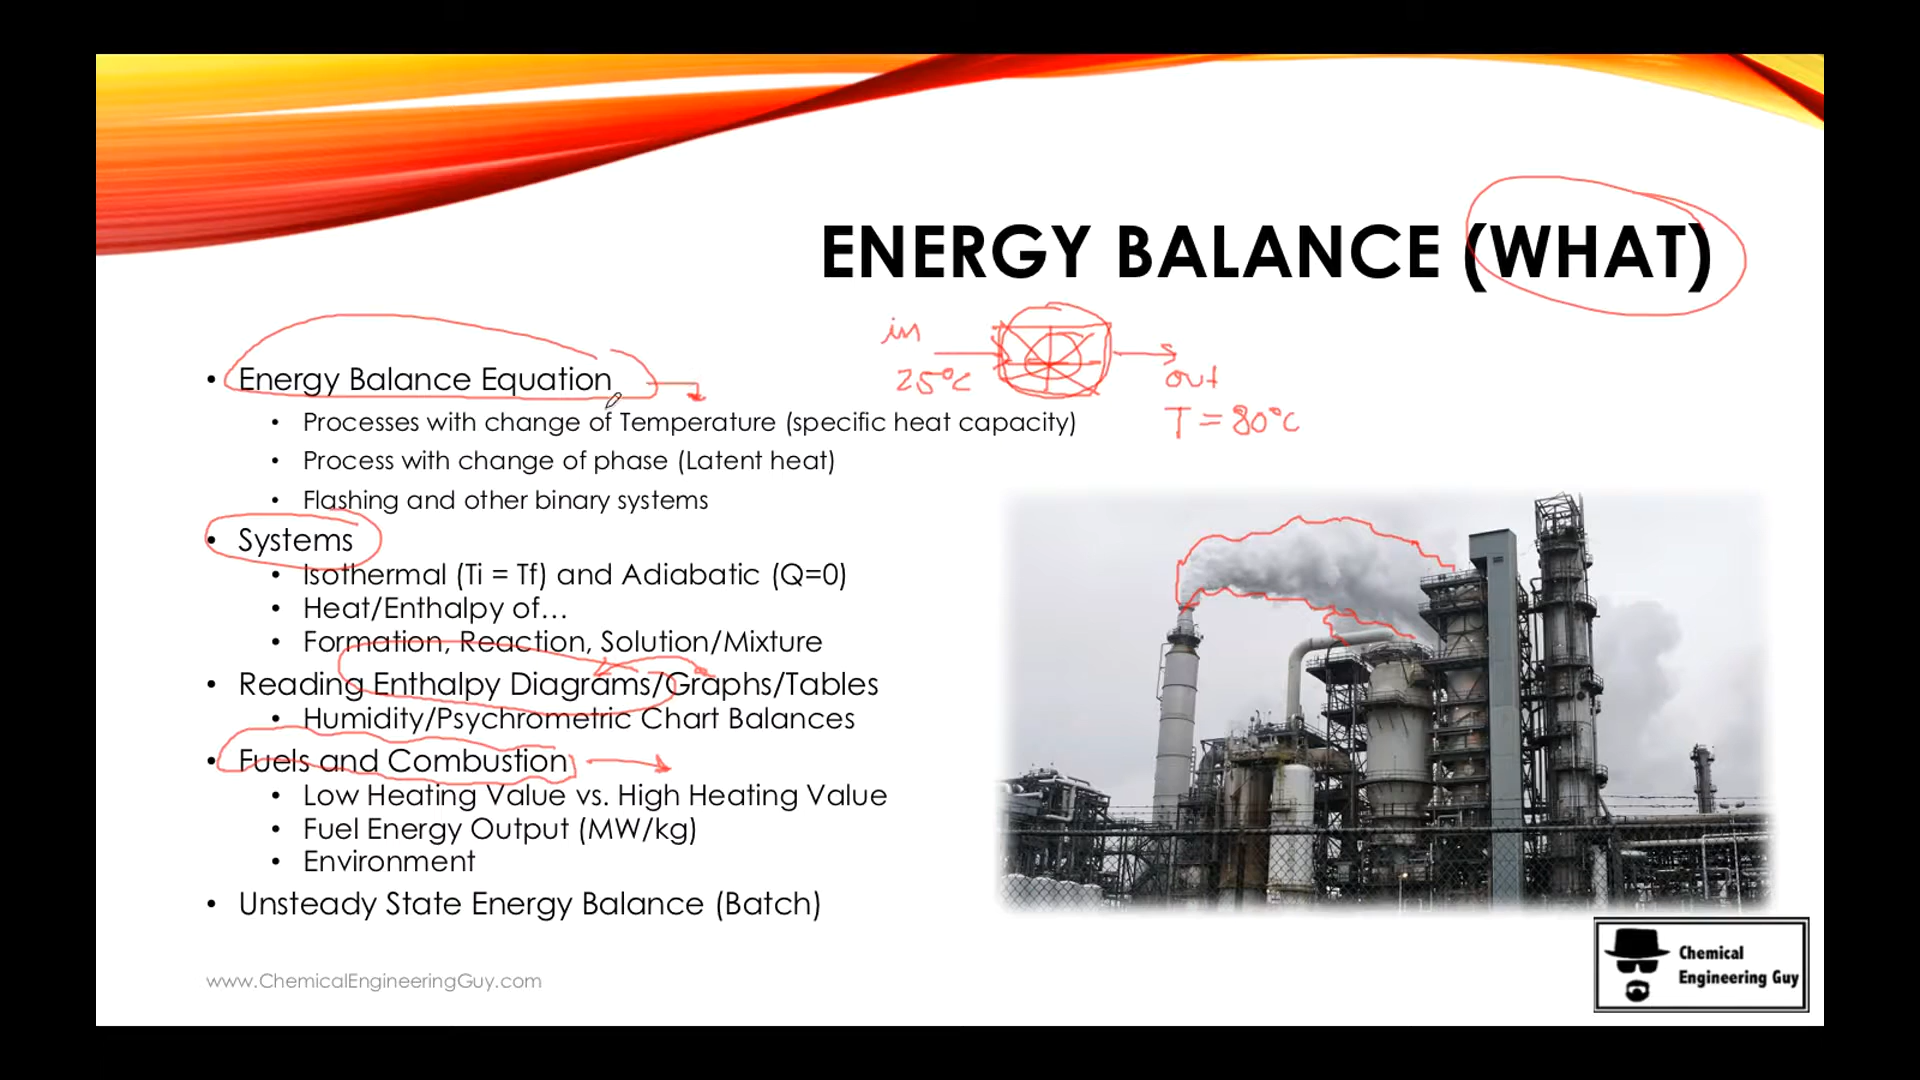 ENERGY BALANCE (WHAT)
in
25°C
out
T = 80°C
• Energy Balance Equation
• Processes with change of Temperature (specific heat capacity)
• Process with change of phase (Latent heat)
• Flashing and other binary systems
• Systems
• Isothermal (Ti = Tf) and Adiabatic (Q=0)
• Heat/Enthalpy of…
• Formation, Reaction, Solution/Mixture
• Reading Enthalpy Diagrams/Graphs/Tables
• Humidity/Psychrometric Chart Balances
• Fuels and Combustion
• Low Heating Value vs. High Heating Value
• Fuel Energy Output (MW/kg)
• Environment
• Unsteady State Energy Balance (Batch)
www.ChemicalEngineeringGuy.com
Chemical
Engineering Guy